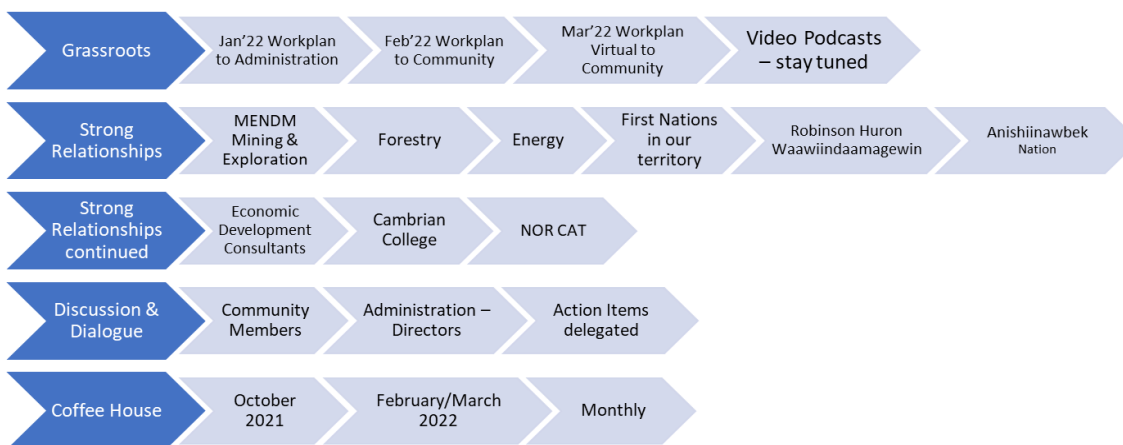 Grassroots
Jan'22 Workplan
to Administration
Feb'22 Workplan
to Community
Mar'22 Workplan
Virtual to
Community
Video Podcasts
– stay tuned
Strong
Relationships
MENDM
Mining &
Exploration
Forestry
Energy
First Nations
in our
territory
Robinson Huron
Waawiindaamagewin
Anishiinawbek
Nation
Strong
Relationships
continued
Economic
Development
Consultants
Cambrian
College
NOR CAT
Discussion &
Dialogue
Community
Members
Administration –
Directors
Action Items
delegated
Coffee House
October
2021
February/March
2022
Monthly